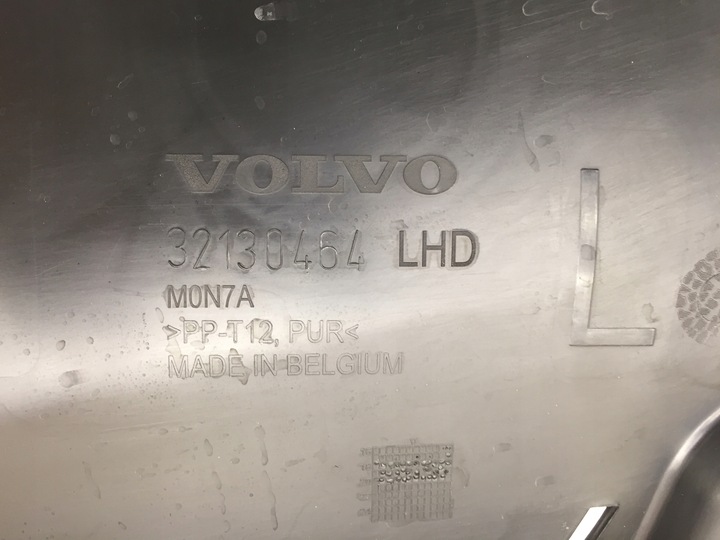 VOLVO
32130464 LHD
M0N7A
>PP-T12, PUR<
MADE IN BELGIUM
L